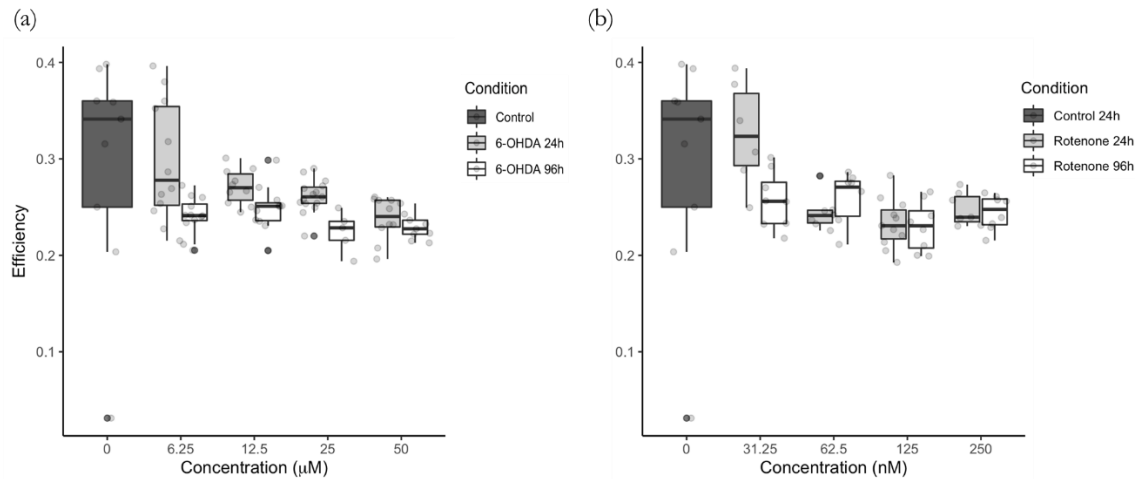 (a)
0.4
0.3
0.2
0.1
Efficiency
0
6.25
12.5
25
50
Concentration (μM)
Condition
Control
6-OHDA 24h
6-OHDA 96h
(b)
0.4
0.3
0.2
0.1
0
31.25
62.5
125
250
Concentration (nM)
Condition
Control 24h
Rotenone 24h
Rotenone 96h